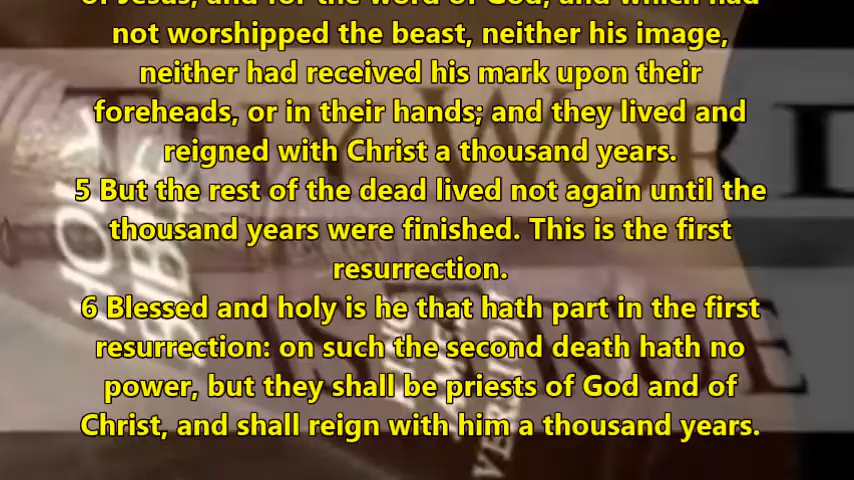 of Jesus, and for the word of God, and which had
not worshipped the beast, neither his image,
neither had received his mark upon their
foreheads, or in their hands; and they lived and
reigned with Christ a thousand years.
5 But the rest of the dead lived not again until the
thousand years were finished. This is the first
resurrection.
6 Blessed and holy is he that hath part in the first
resurrection: on such the second death hath no
power, but they shall be priests of God and of
Christ, and shall reign with him a thousand years.
HOLY
BIBLE
VERSION